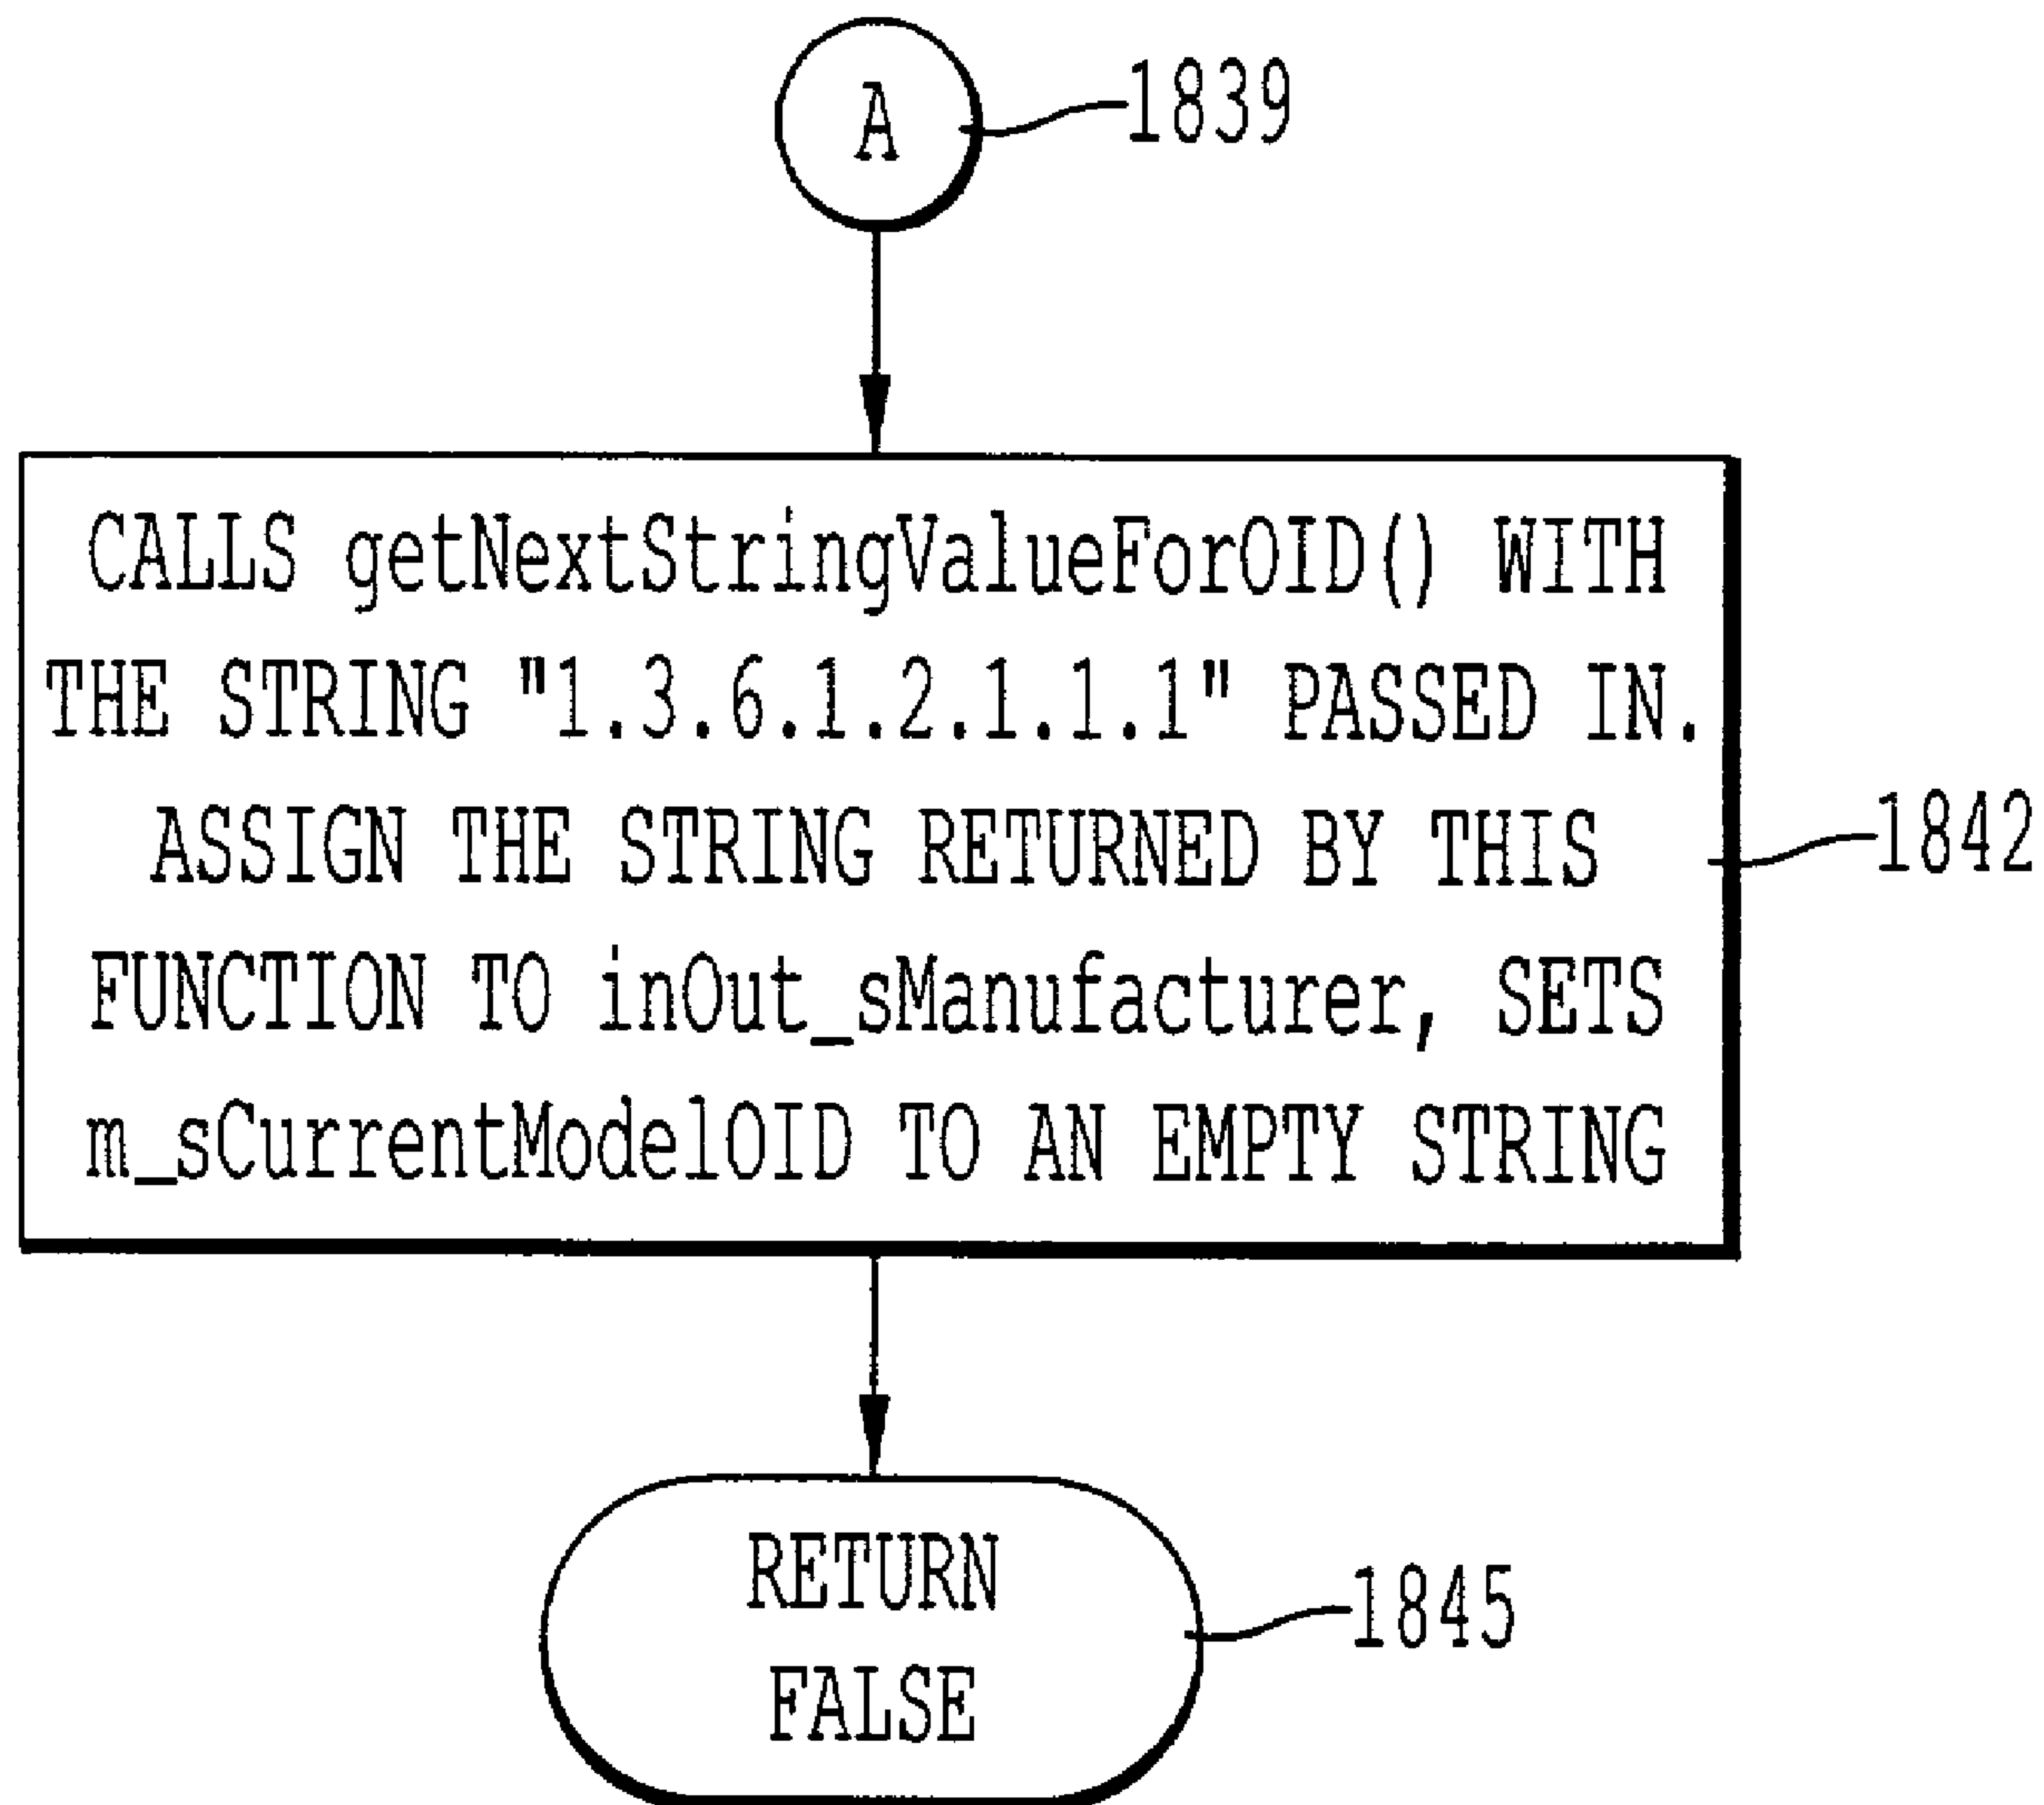 A
1839
CALLS getNextStringValueForOID() WITH
THE STRING "1.3.6.1.2.1.1.1" PASSED IN.
ASSIGN THE STRING RETURNED BY THIS
FUNCTION TO inOut_sManufacturer, SETS
m_sCurrentModelOID TO AN EMPTY STRING
1842
RETURN
FALSE
1845